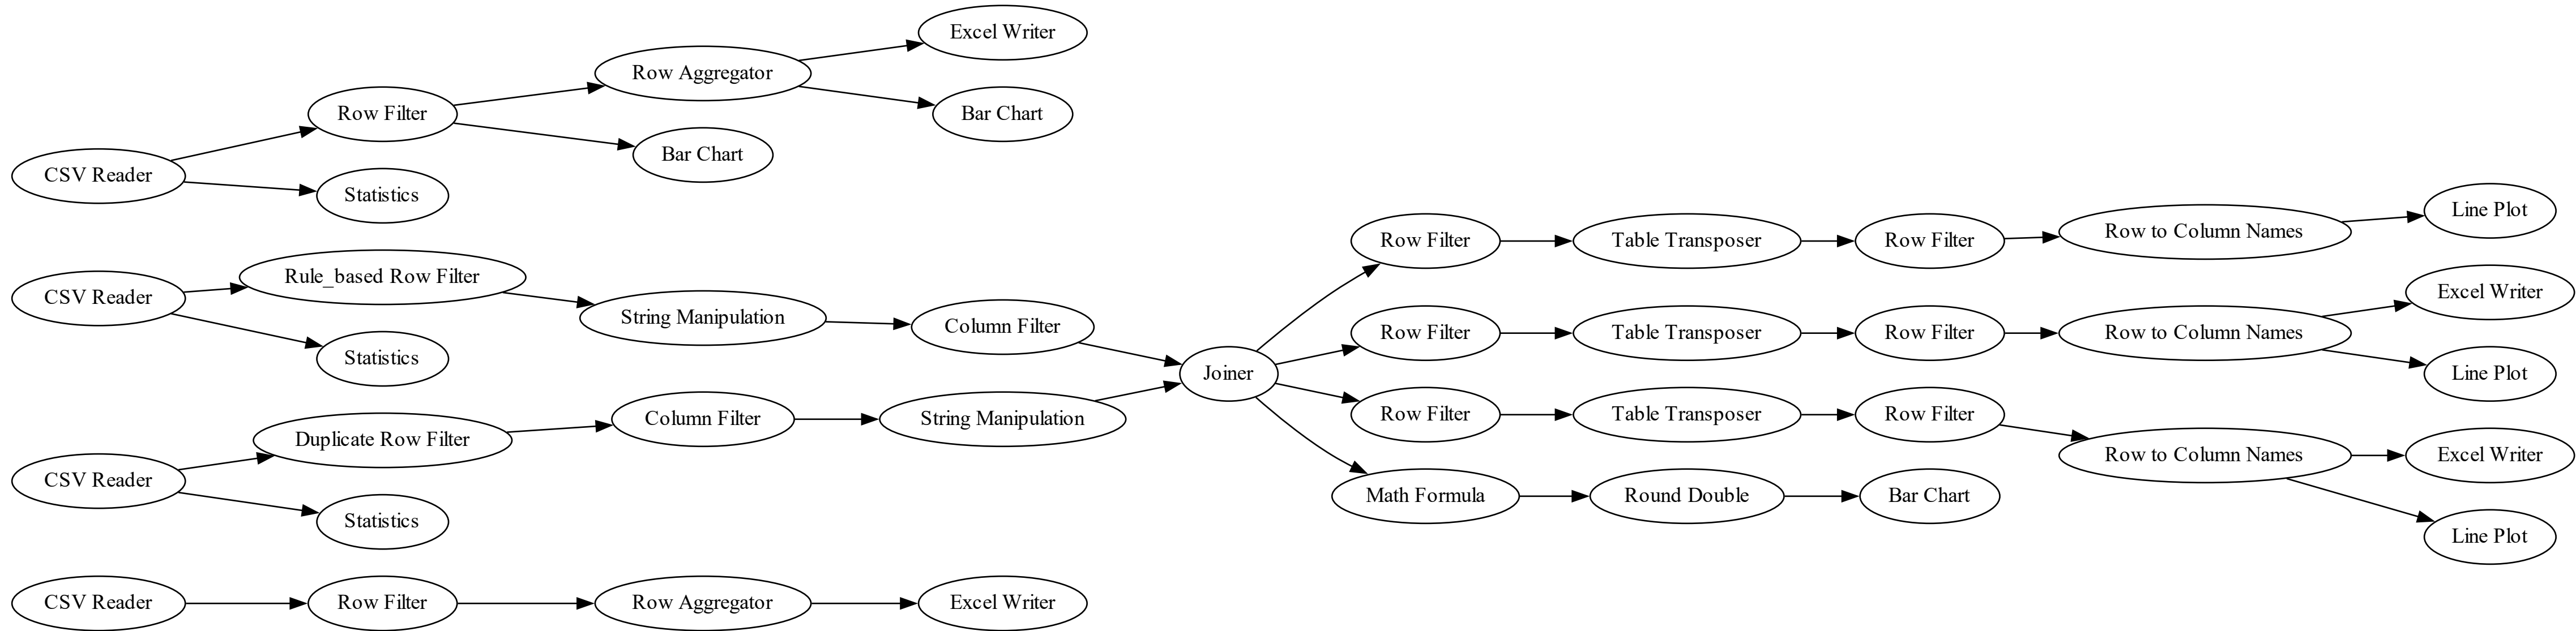 Excel Writer
Row Aggregator
Row Filter
Bar Chart
Bar Chart
CSV Reader
Statistics
Line Plot
Row Filter
Table Transposer
Row Filter
Row to Column Names
Rule_based Row Filter
CSV Reader
Excel Writer
String Manipulation
Column Filter
Row Filter
Table Transposer
Row Filter
Row to Column Names
Statistics
Joiner
Line Plot
Duplicate Row Filter
Column Filter
String Manipulation
Row Filter
Table Transposer
Row Filter
CSV Reader
Row to Column Names
Excel Writer
Statistics
Math Formula
Round Double
Bar Chart
Line Plot
CSV Reader
Row Filter
Row Aggregator
Excel Writer